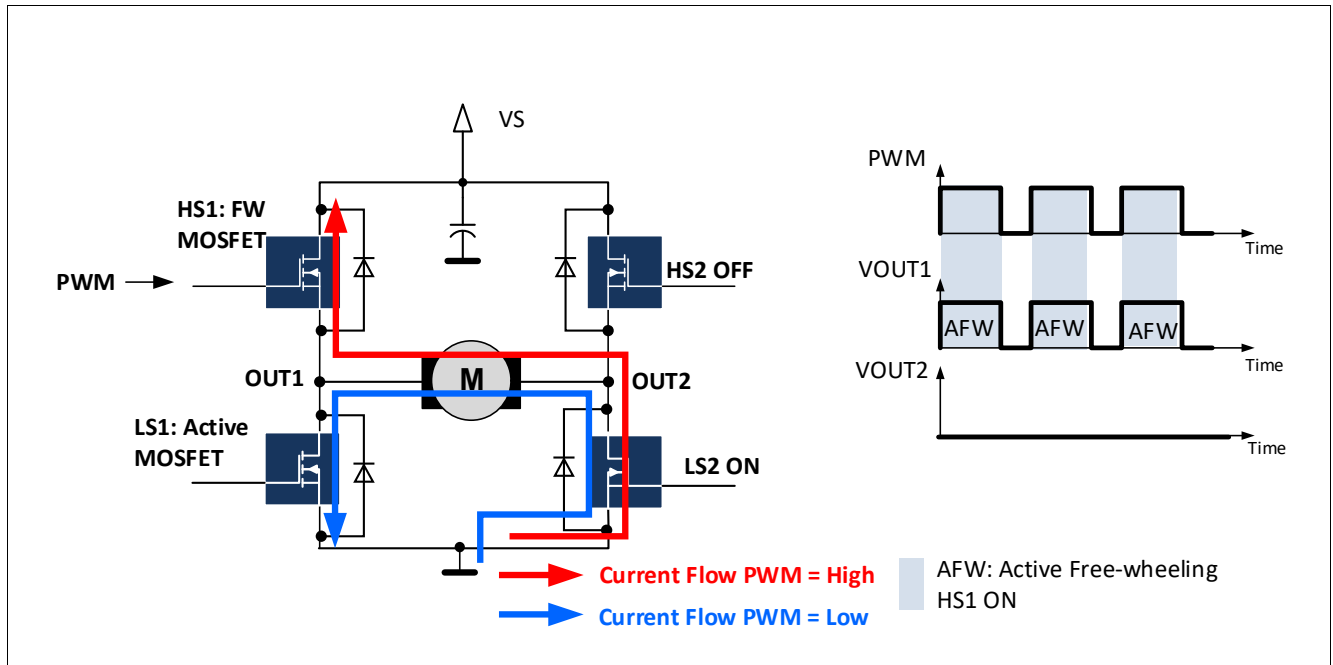 VS
HS1: FW
MOSFET
HS2 OFF
PWM
OUT1
M
OUT2
LS1: Active
MOSFET
LS2 ON
Current Flow PWM = High
Current Flow PWM = Low
PWM
Time
VOUT1
AFW
AFW
AFW
Time
VOUT2
Time
AFW: Active Free-wheeling
HS1 ON